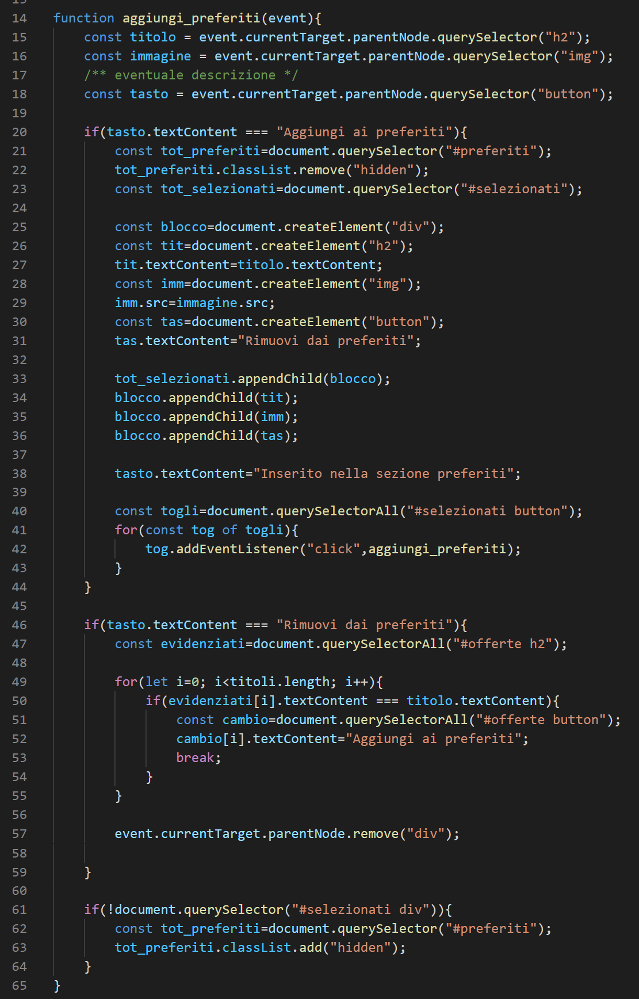 14 function aggiungi_preferiti(event){
15     const titolo = event.currentTarget.parentNode.querySelector("h2");
16     const immagine = event.currentTarget.parentNode.querySelector("img");
17     /** eventuale descrizione */
18     const tasto = event.currentTarget.parentNode.querySelector("button");
19
20     if(tasto.textContent === "Aggiungi ai preferiti"){
21         const tot_preferiti=document.querySelector("#preferiti");
22         tot_preferiti.classList.remove("hidden");
23         const tot_selezionati=document.querySelector("#selezionati");
24
25         const blocco=document.createElement("div");
26         const tit=document.createElement("h2");
27         tit.textContent=titolo.textContent;
28         const imm=document.createElement("img");
29         imm.src=immagine.src;
30         const tas=document.createElement("button");
31         tas.textContent="Rimuovi dai preferiti";
32
33         tot_selezionati.appendChild(blocco);
34         blocco.appendChild(tit);
35         blocco.appendChild(imm);
36         blocco.appendChild(tas);
37
38         tasto.textContent="Inserito nella sezione preferiti";
39
40         const togli=document.querySelectorAll("#selezionati button");
41         for(const tog of togli){
42             tog.addEventListener("click",aggiungi_preferiti);
43         }
44     }
45
46     if(tasto.textContent === "Rimuovi dai preferiti"){
47         const evidenziati=document.querySelectorAll("#offerte h2");
48
49         for(let i=0; i<titoli.length; i++){
50             if(evidenziati[i].textContent === titolo.textContent){
51                 const cambio=document.querySelectorAll("#offerte button");
52                 cambio[i].textContent="Aggiungi ai preferiti";
53                 break;
54             }
55         }
56
57         event.currentTarget.parentNode.remove("div");
58
59     }
60
61     if(!document.querySelector("#selezionati div")){
62         const tot_preferiti=document.querySelector("#preferiti");
63         tot_preferiti.classList.add("hidden");
64     }
65 }